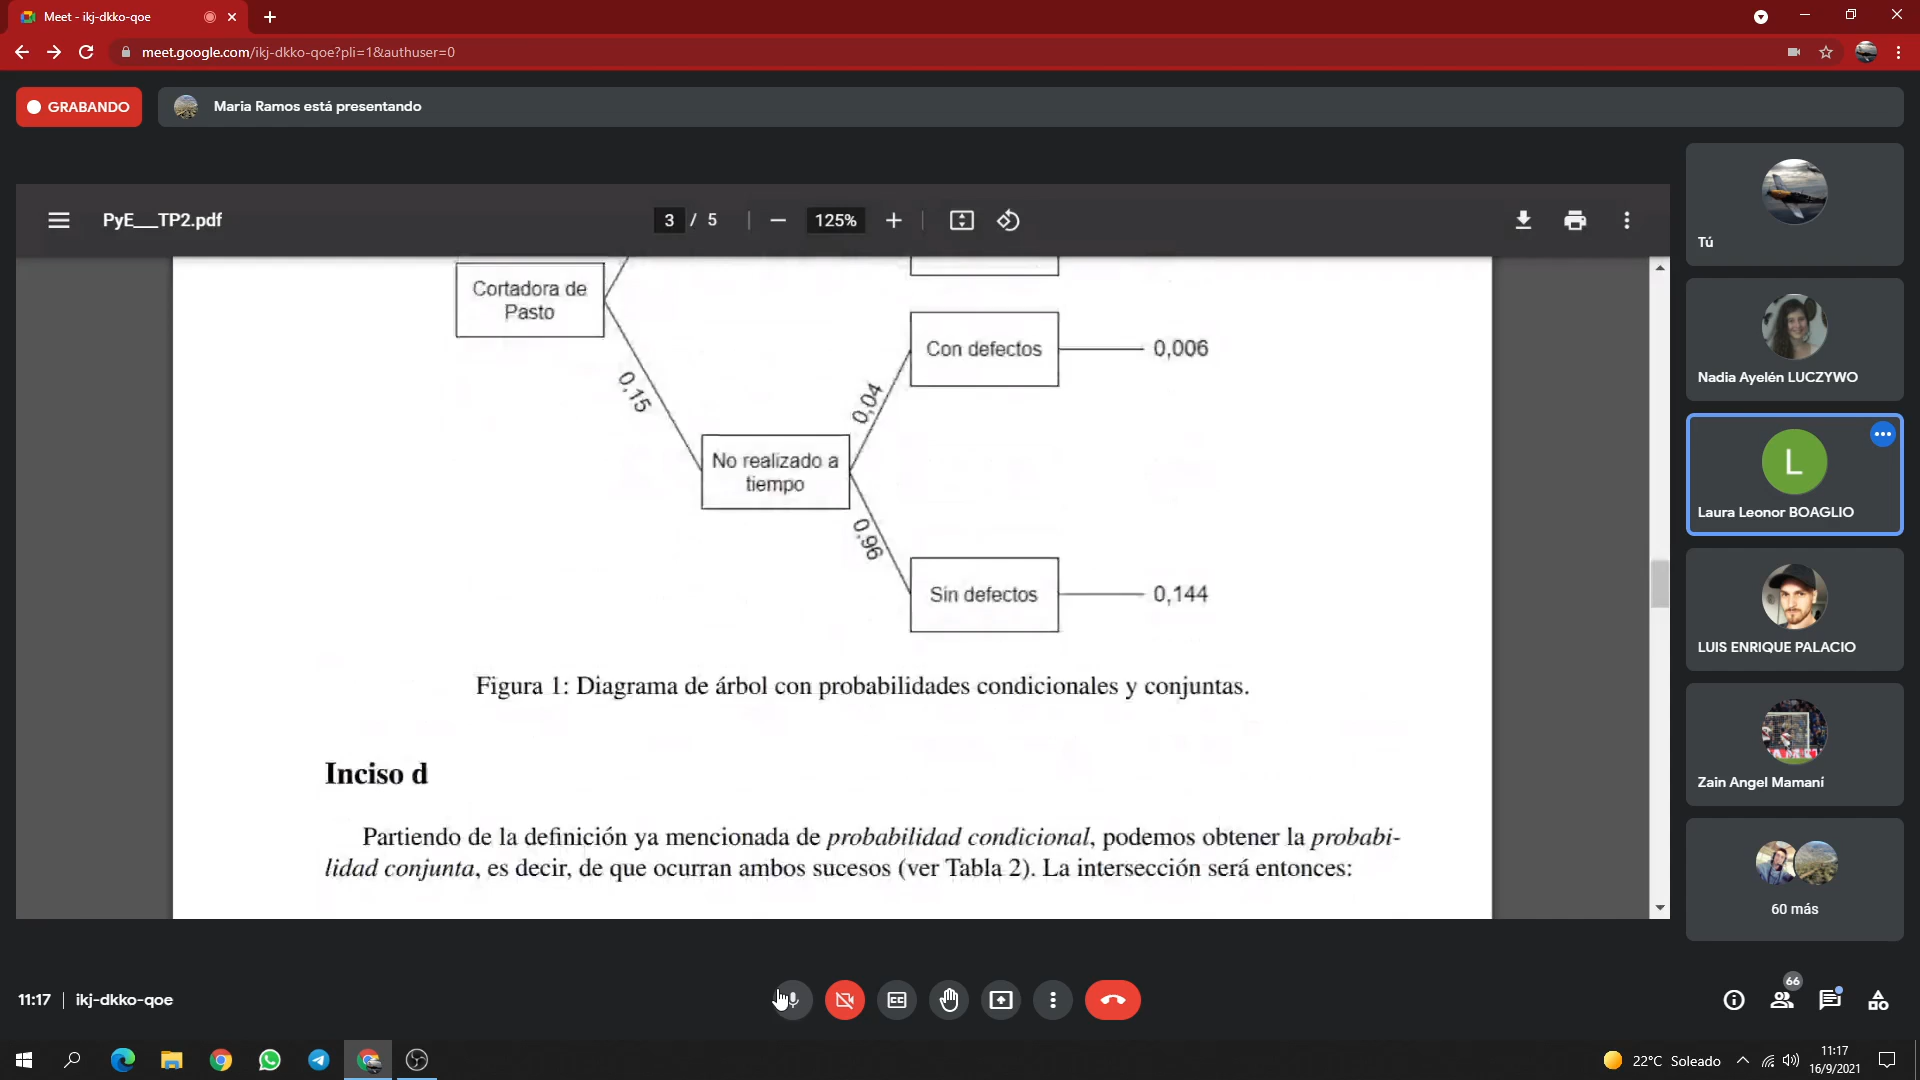 Meet - ikj-dkko-qoe
meet.google.com/ikj-dkko-qoe?pli=1&authuser=0
GRABANDO
Maria Ramos está presentando
PyE___TP2.pdf
3 / 5
125%
Cortadora de
Pasto
0,15
No realizado a
tiempo
0,04
Con defectos
0,006
0,96
Sin defectos
0,144
Figura 1: Diagrama de árbol con probabilidades condicionales y conjuntas.
Inciso d
Partiendo de la definición ya mencionada de probabilidad condicional, podemos obtener la probabi-
lidad conjunta, es decir, de que ocurran ambos sucesos (ver Tabla 2). La intersección será entonces:
Tú
Nadia Ayelén LUCZYWO
L
Laura Leonor BOAGLIO
LUIS ENRIQUE PALACIO
Zain Angel Mamaní
60 más
11:17
ikj-dkko-qoe
66
22°C Soleado
11:17
16/9/2021